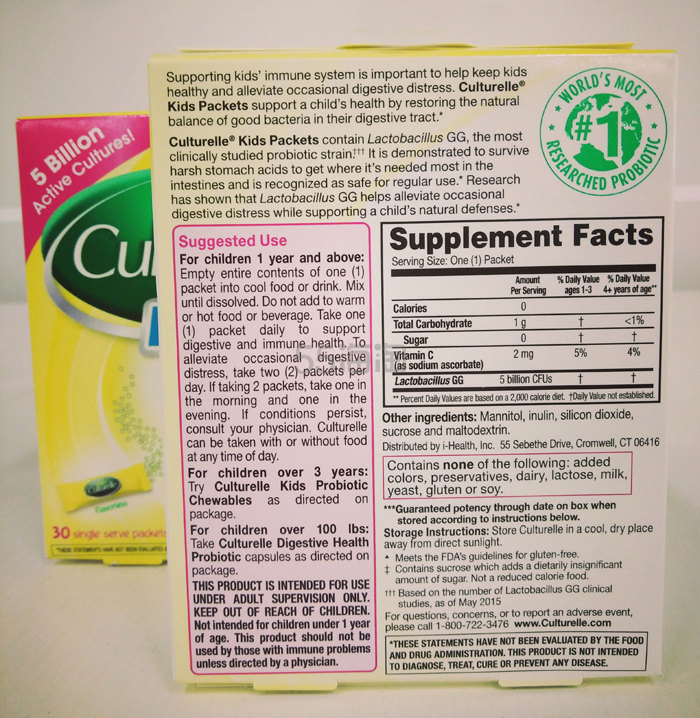 Supporting kids' immune system is important to help keep kids
healthy and alleviate occasional digestive distress. Culturelle®
Kids Packets support a child's health by restoring the natural
balance of good bacteria in their digestive tract.*
Culturelle® Kids Packets contain Lactobacillus GG, the most
clinically studied probiotic strain.††† It is demonstrated to survive
harsh stomach acids to get where it's needed most in the
intestines and is recognized as safe for regular use.* Research
has shown that Lactobacillus GG helps alleviate occasional
digestive distress while supporting a child's natural defenses.*
WORLD'S MOST
#1
RESEARCHED PROBIOTIC
5 Billion
Active Cultures!
Cul
Flavorless
30 single serve packets
Suggested Use
For children 1 year and above:
Empty entire contents of one (1)
packet into cool food or drink. Mix
until dissolved. Do not add to warm
or hot food or beverage. Take one
(1) packet daily to support
digestive and immune health. To
alleviate occasional digestive
distress, take two (2) packets per
day. If taking 2 packets, take one in
the morning and one in the
evening. If conditions persist,
consult your physician. Culturelle
can be taken with or without food
at any time of day.
For children over 3 years:
Try Culturelle Kids Probiotic
Chewables as directed on
package.
For children over 100 lbs:
Take Culturelle Digestive Health
Probiotic capsules as directed on
package.
THIS PRODUCT IS INTENDED FOR USE
UNDER ADULT SUPERVISION ONLY.
KEEP OUT OF REACH OF CHILDREN.
Not intended for children under 1 year
of age. This product should not be
used by those with immune problems
unless directed by a physician.
Supplement Facts
Serving Size: One (1) Packet
Amount Per Serving % Daily Value ages 1-3 % Daily Value 4+ years of age**
Calories 0
Total Carbohydrate 1 g † <1%
Sugar 0 † †
Vitamin C 2 mg 5% 4%
(as sodium ascorbate)
Lactobacillus GG 5 billion CFUs † †
** Percent Daily Values are based on a 2,000 calorie diet. †Daily Value not established.
Other ingredients: Mannitol, inulin, silicon dioxide,
sucrose and maltodextrin.
Distributed by i-Health, Inc. 55 Sebethe Drive, Cromwell, CT 06416
Contains none of the following: added
colors, preservatives, dairy, lactose, milk,
yeast, gluten or soy.
***Guaranteed potency through date on box when
stored according to instructions below.
Storage Instructions: Store Culturelle in a cool, dry place
away from direct sunlight.
▲ Meets the FDA's guidelines for gluten-free.
‡ Contains sucrose which adds a dietarily insignificant
amount of sugar. Not a reduced calorie food.
††† Based on the number of Lactobacillus GG clinical
studies, as of May 2015
For questions, concerns, or to report an adverse event,
please call 1-800-722-3476 www.Culturelle.com
*THESE STATEMENTS HAVE NOT BEEN EVALUATED BY THE FOOD
AND DRUG ADMINISTRATION. THIS PRODUCT IS NOT INTENDED
TO DIAGNOSE, TREAT, CURE OR PREVENT ANY DISEASE.